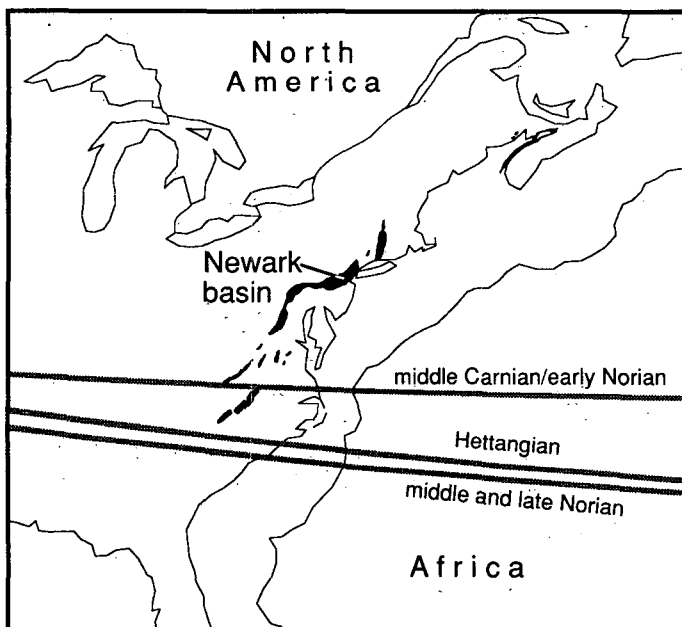 North
America
Newark
basin
middle Carnian/early Norian
Hettangian
middle and late Norian
Africa